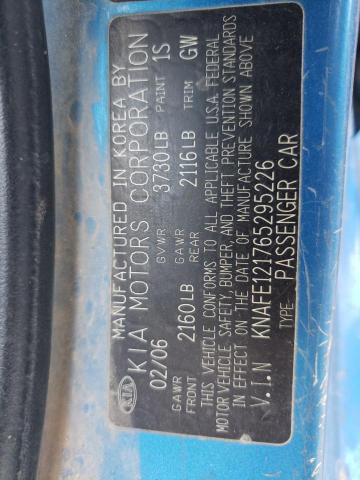 MANUFACTURED IN KOREA BY
KIA KIA MOTORS CORPORATION
02/06 GVWR 3730LB PAINT 1S
GAWR FRONT 2160LB GAWR REAR 2116LB TRIM GW
THIS VEHICLE CONFORMS TO ALL APPLICABLE U.S.A. FEDERAL
MOTOR VEHICLE SAFETY, BUMPER, AND THEFT PREVENTION STANDARDS
IN EFFECT ON THE DATE OF MANUFACTURE SHOWN ABOVE
V.I.N KNAFE121765295226
TYPE: PASSENGER CAR